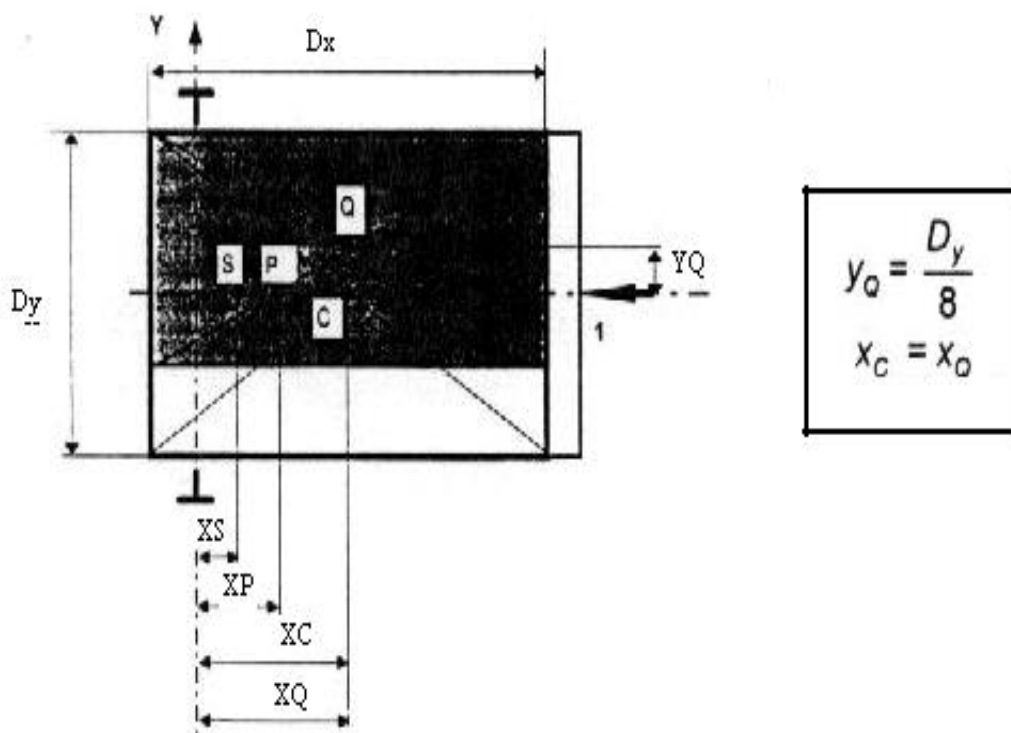 Y
Dx
Q
S P
YQ
Dy
C
1
XS
XP
XC
XQ
y_Q = D_y / 8
x_C = x_Q